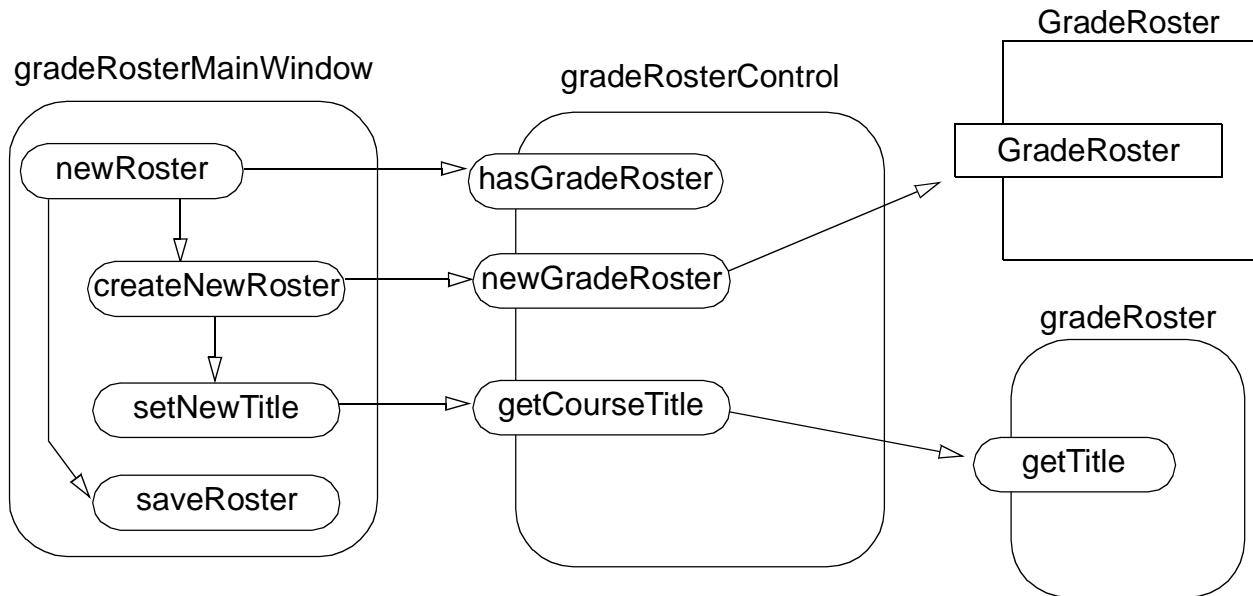 GradeRoster
gradeRosterMainWindow
gradeRosterControl
newRoster
hasGradeRoster
GradeRoster
createNewRoster
newGradeRoster
gradeRoster
setNewTitle
getCourseTitle
getTitle
saveRoster